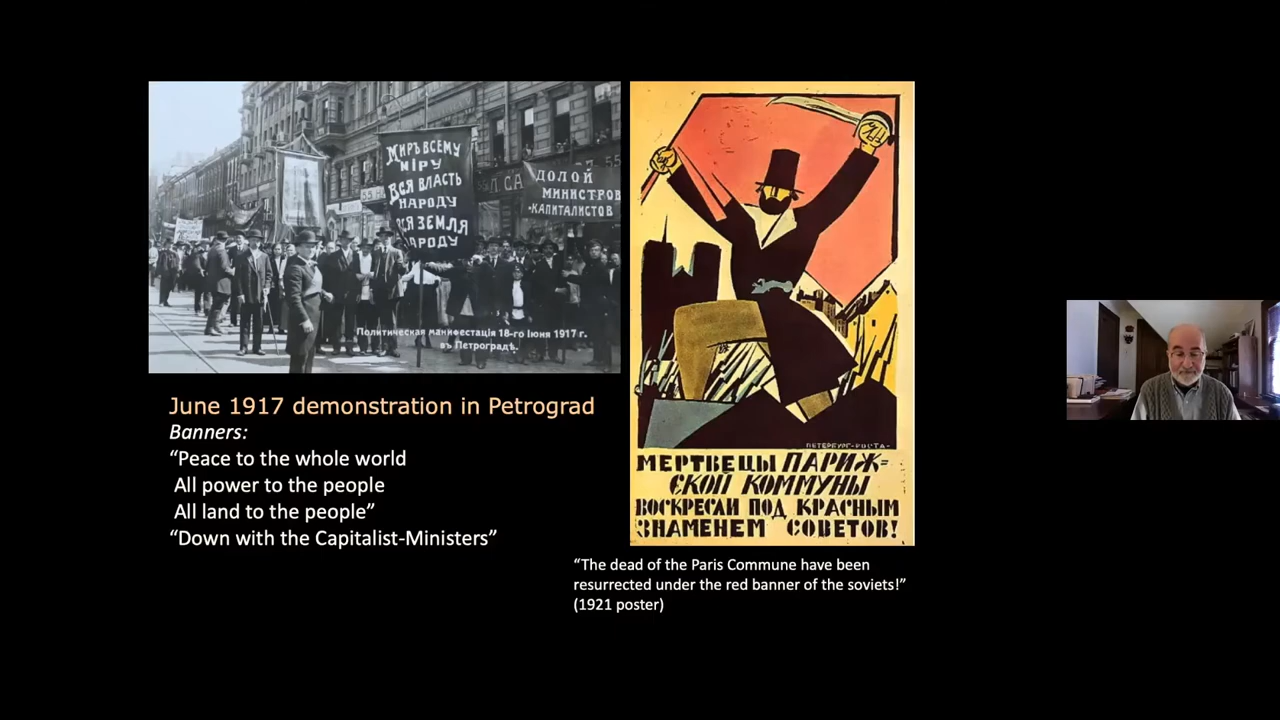 МИРЪ ВСЕМУ
МIРУ
ВСЯ ВЛАСТЬ
НАРОДУ
ВСЯ ЗЕМЛЯ
НАРОДУ
ДОЛОЙ
МИНИСТРОВ
-КАПИТАЛИСТОВ
Политическая манифестація 18-го Іюня 1917 г.
въ Петроградѣ.
June 1917 demonstration in Petrograd
Banners:
“Peace to the whole world
All power to the people
All land to the people”
“Down with the Capitalist-Ministers”
ПЕТЕРБУРГ-РОСТА-
МЕРТВЕЦЫ ПАРИЖ=
СКОЙ КОММУНЫ
ВОСКРЕСЛИ ПОД КРАСНЫМ
ЗНАМЕНЕМ СОВЕТОВ!
“The dead of the Paris Commune have been
resurrected under the red banner of the soviets!”
(1921 poster)